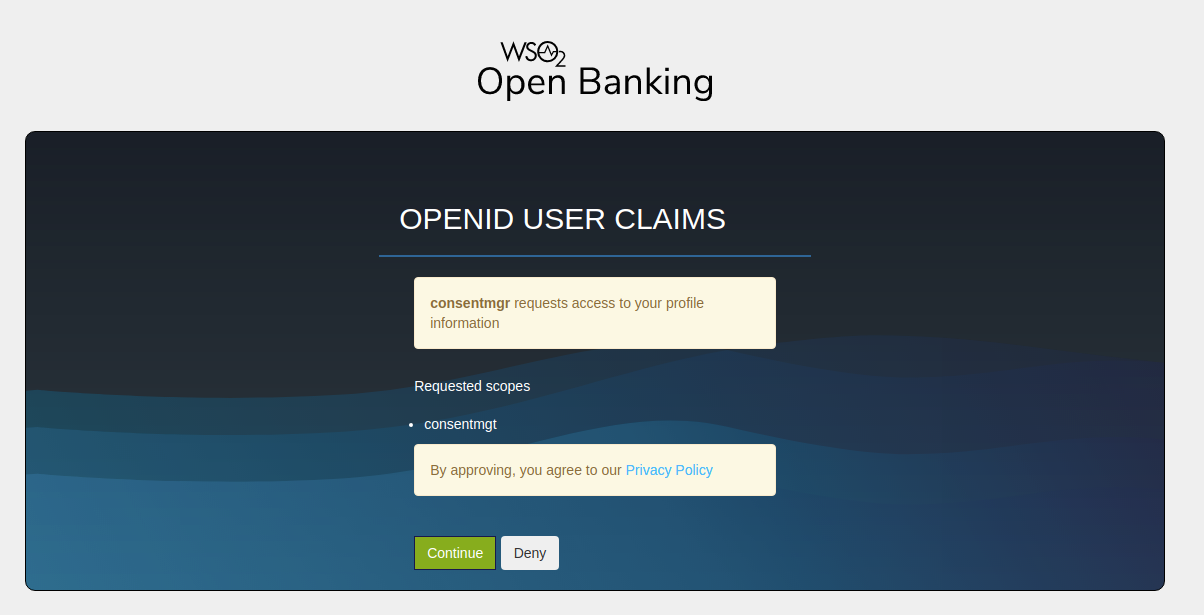 WSO2
Open Banking
OPENID USER CLAIMS
consentmgr requests access to your profile
information
Requested scopes
consentmgt
By approving, you agree to our Privacy Policy
Continue Deny